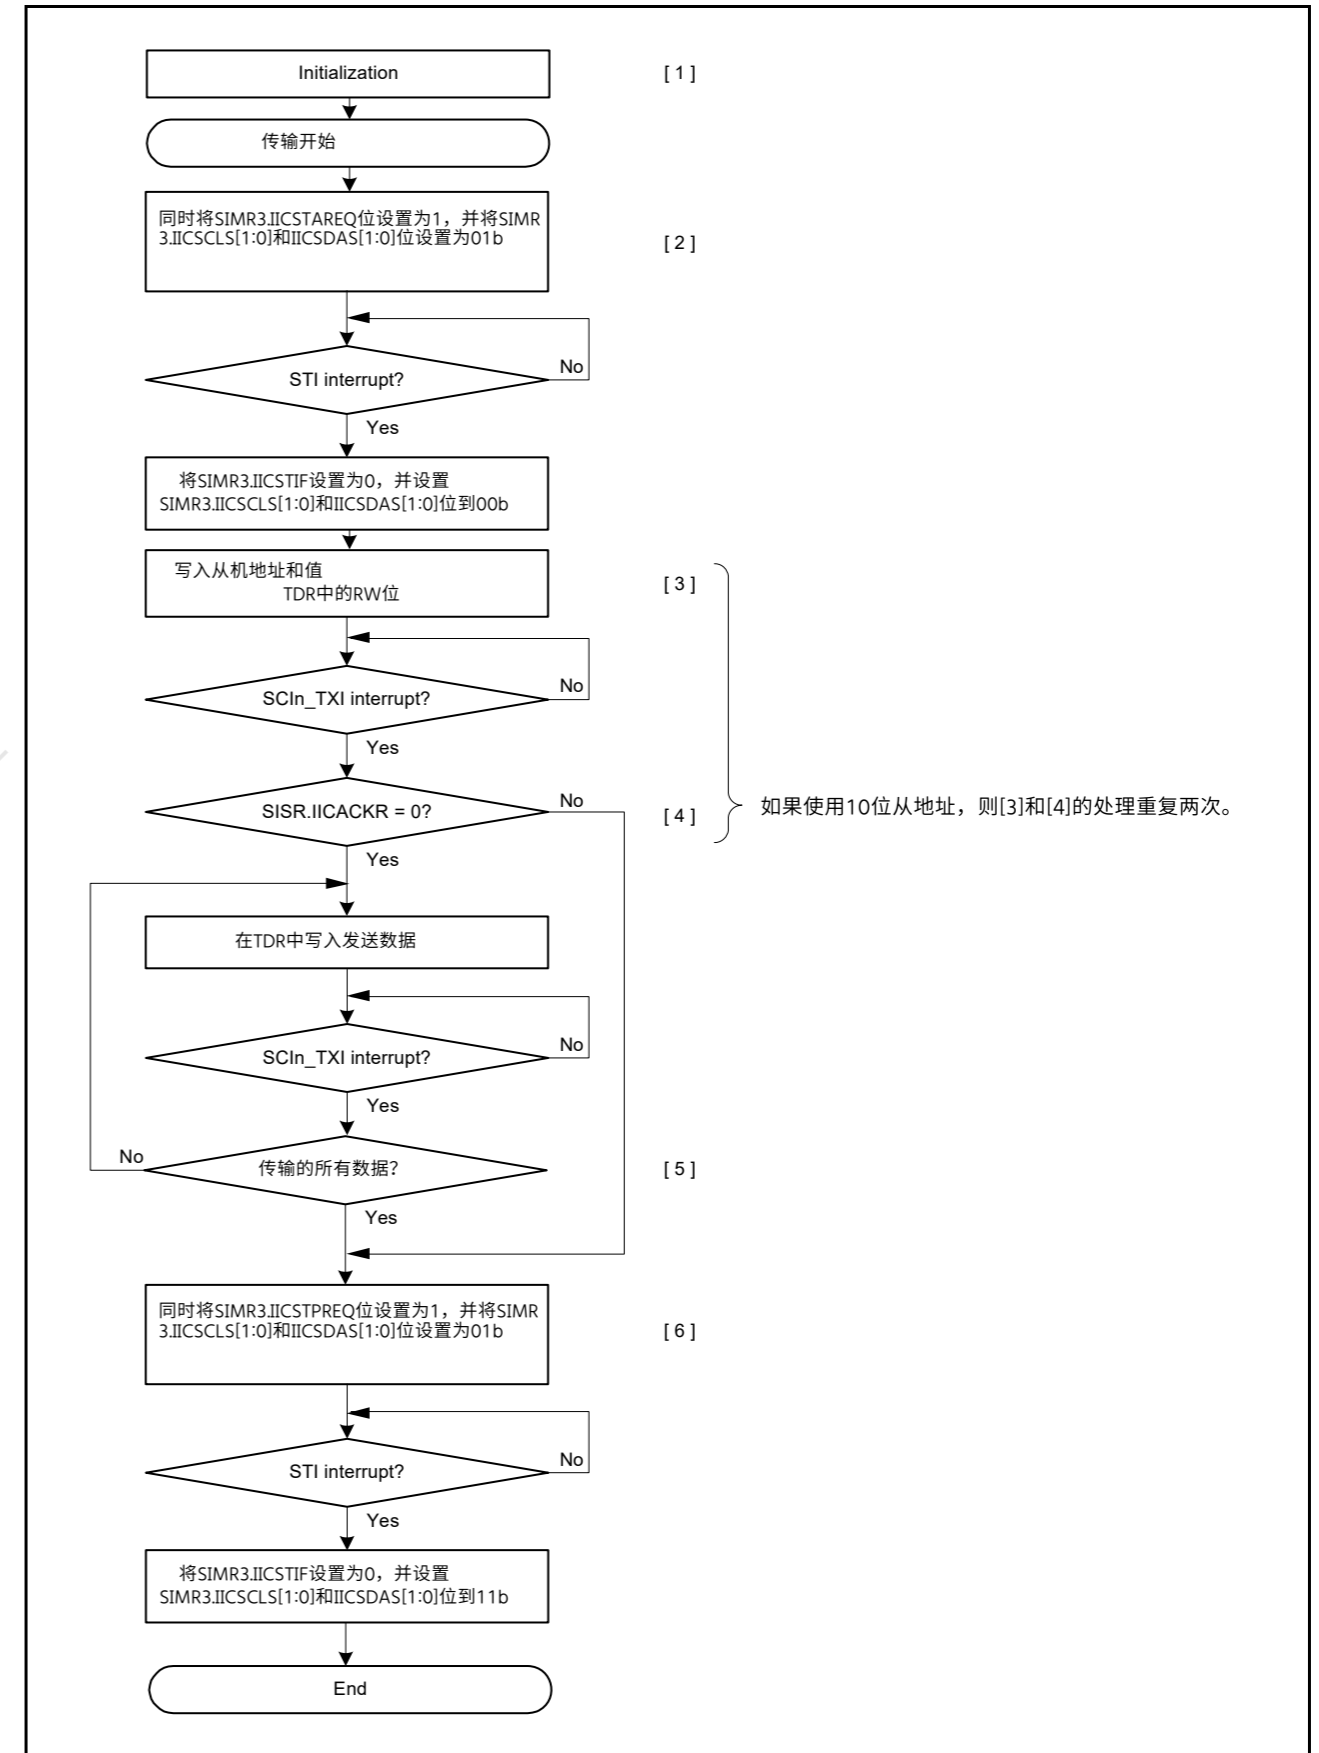 Initialization
[ 1 ]
传输开始
同时将SIMR3.IICSTAREQ位设置为1，并将SIMR
3.IICSCLS[1:0]和IICSDAS[1:0]位设置为01b
[ 2 ]
No
STI interrupt?
Yes
将SIMR3.IICSTIF设置为0，并设置
SIMR3.IICSCLS[1:0]和IICSDAS[1:0]位到00b
写入从机地址和值
TDR中的RW位
[ 3 ]
No
SCIn_TXI interrupt?
Yes
No
SISR.IICACKR = 0?
[ 4 ]
如果使用10位从地址，则[3]和[4]的处理重复两次。
Yes
在TDR中写入发送数据
No
SCIn_TXI interrupt?
Yes
No
传输的所有数据？
[ 5 ]
Yes
同时将SIMR3.IICSTPREQ位设置为1，并将SIMR
3.IICSCLS[1:0]和IICSDAS[1:0]位设置为01b
[ 6 ]
No
STI interrupt?
Yes
将SIMR3.IICSTIF设置为0，并设置
SIMR3.IICSCLS[1:0]和IICSDAS[1:0]位到11b
End